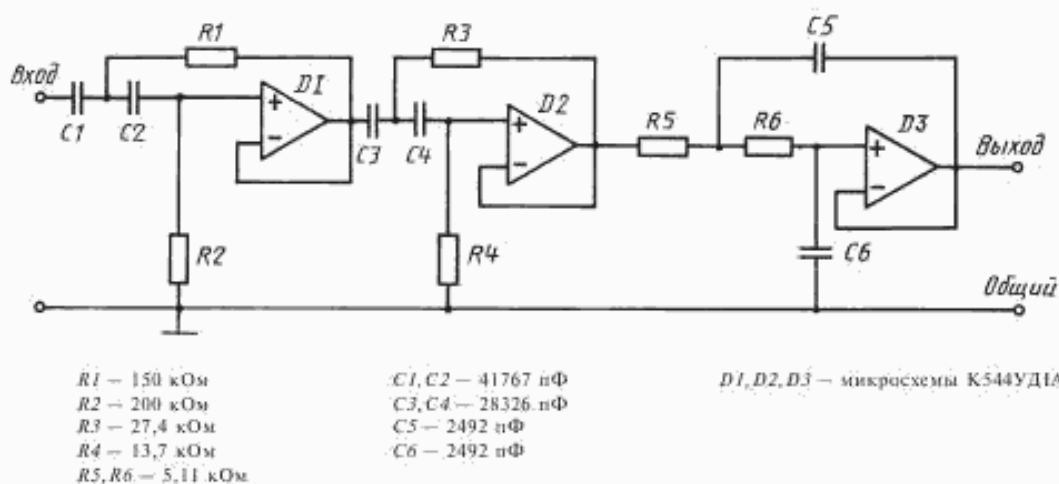 R1 R3 C5
Вход D1 D2 R5 R6 D3 Выход
C1 C2 C3 C4
R2 R4 C6 Общий
R1 — 150 кОм
R2 — 200 кОм
R3 — 27,4 кОм
R4 — 13,7 кОм
R5, R6 — 5,11 кОм
C1, C2 — 41767 пФ
C3, C4 — 28326 пФ
C5 — 2492 пФ
C6 — 2492 пФ
D1, D2, D3 — микросхемы К544УД1А